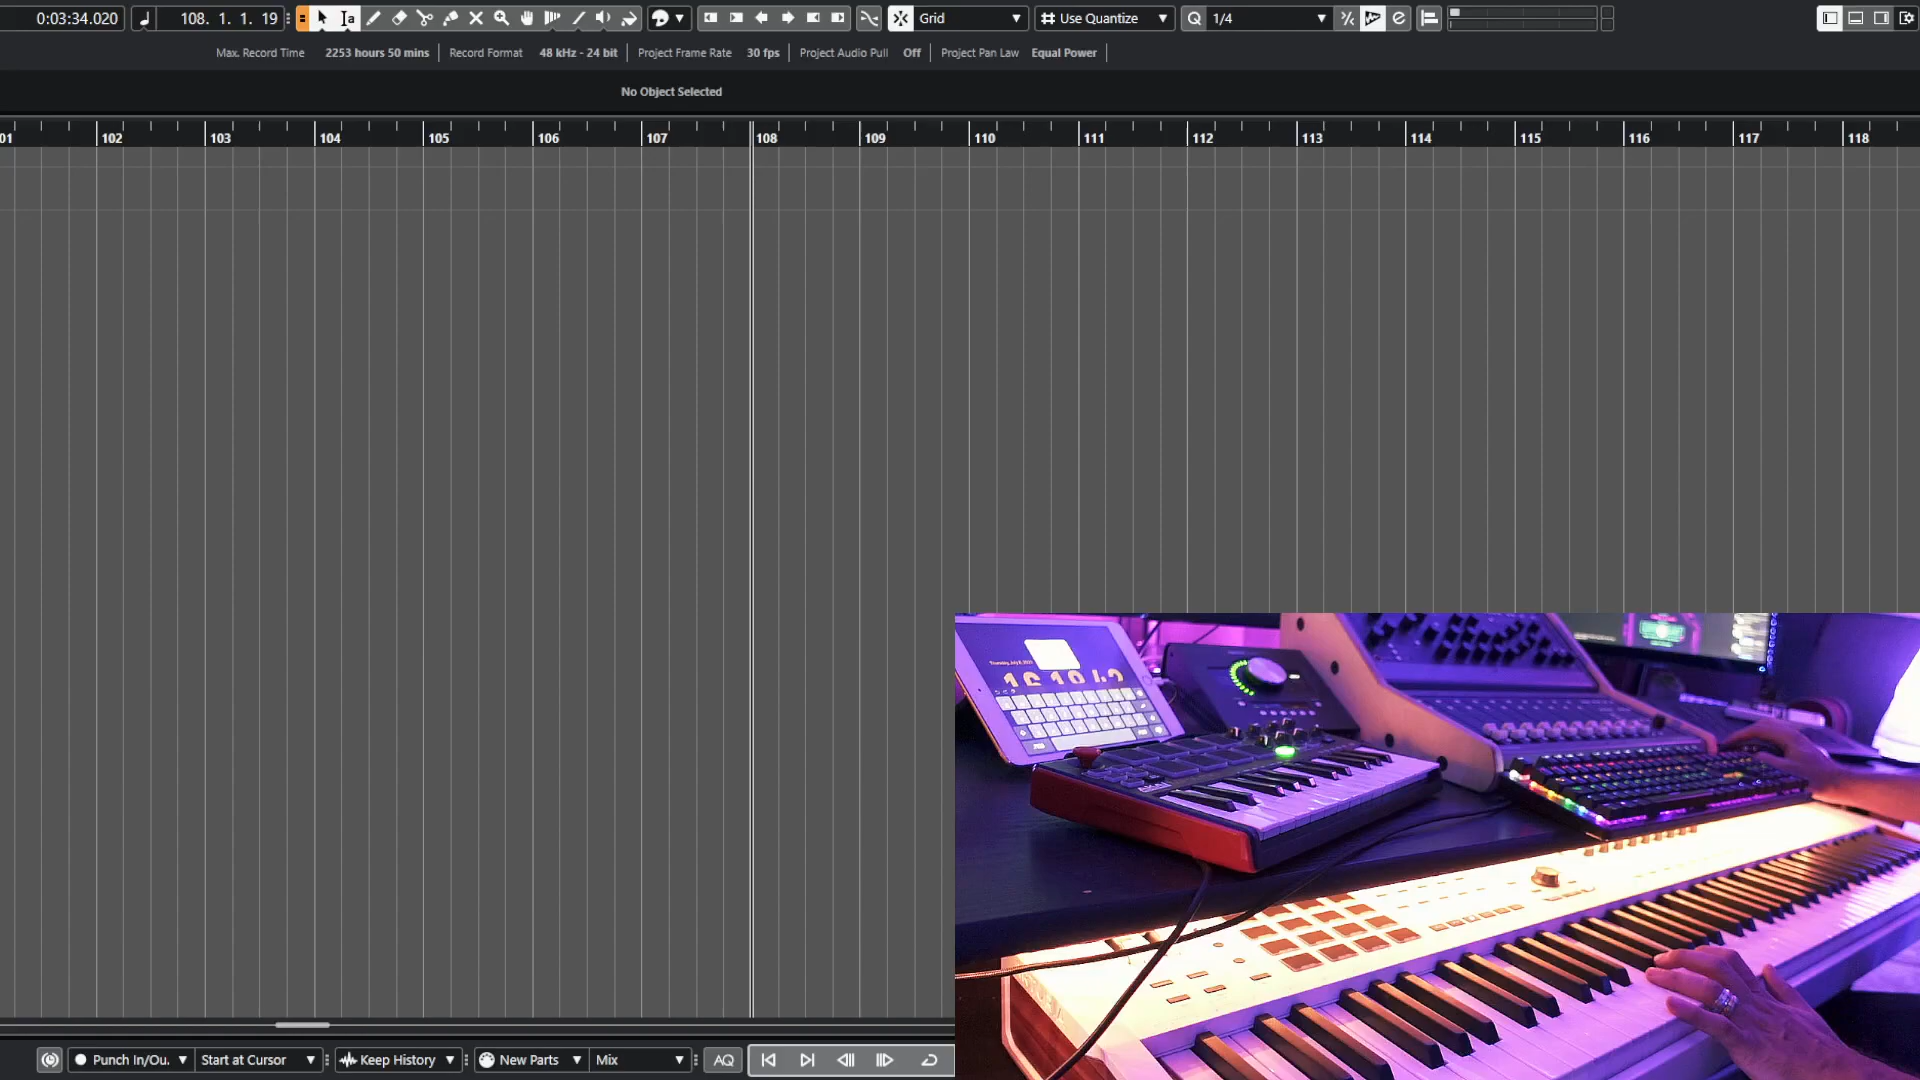 0:03:34.020 108. 1. 1. 19 Grid Use Quantize Q 1/4
Max. Record Time 2253 hours 50 mins Record Format 48 kHz - 24 bit Project Frame Rate 30 fps Project Audio Pull Off Project Pan Law Equal Power
No Object Selected
01 102 103 104 105 106 107 108 109 110 111 112 113 114 115 116 117 118
Punch In/Ou. Start at Cursor Keep History New Parts Mix AQ